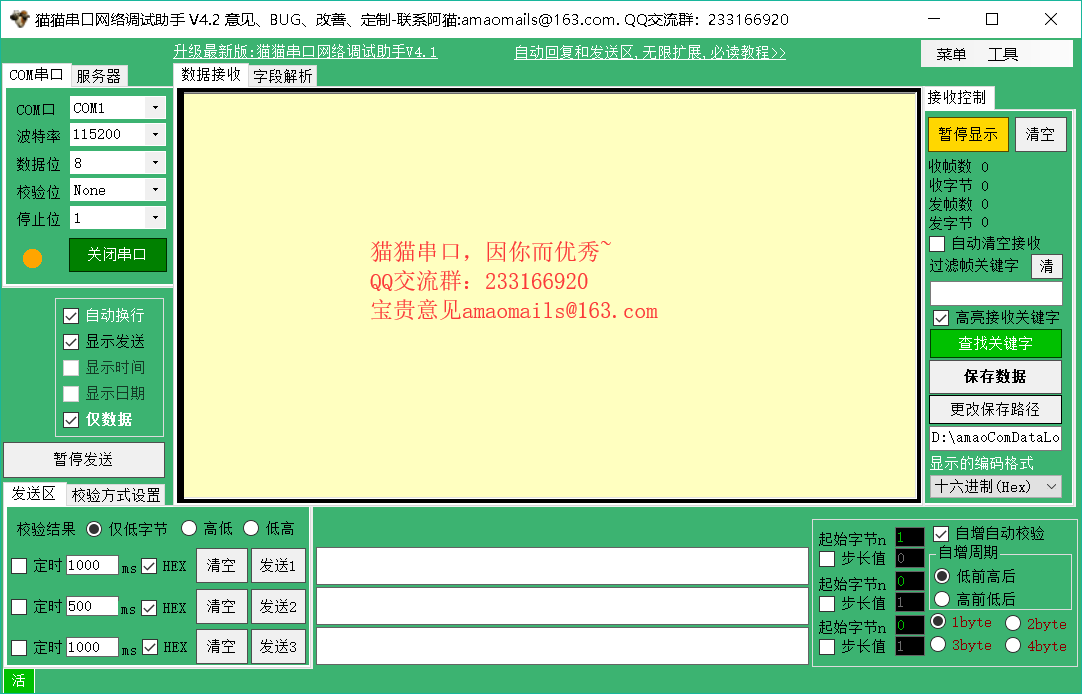 猫猫串口网络调试助手 V4.2 意见、BUG、改善、定制-联系阿猫:amaomails@163.com. QQ交流群：233166920
升级最新版:猫猫串口网络调试助手V4.1
自动回复和发送区,无限扩展,必读教程>>
菜单 工具
COM串口 服务器
数据接收 字段解析
COM口 COM1
波特率 115200
数据位 8
校验位 None
停止位 1
关闭串口
自动换行
显示发送
显示时间
显示日期
仅数据
暂停发送
猫猫串口，因你而优秀~
QQ交流群：233166920
宝贵意见amaomails@163.com
接收控制
暂停显示 清空
收帧数 0
收字节 0
发帧数 0
发字节 0
自动清空接收
过滤帧关键字 清
高亮接收关键字
查找关键字
保存数据
更改保存路径
D:\amaoComDataLo
显示的编码格式
十六进制(Hex)
发送区 校验方式设置
校验结果 仅低字节 高低 低高
定时 1000 ms HEX 清空 发送1
定时 500 ms HEX 清空 发送2
定时 1000 ms HEX 清空 发送3
起始字节n 1
步长值 0
起始字节n 0
步长值 1
起始字节n 0
步长值 1
自增自动校验
自增周期
低前高后
高前低后
1byte 2byte
3byte 4byte
活